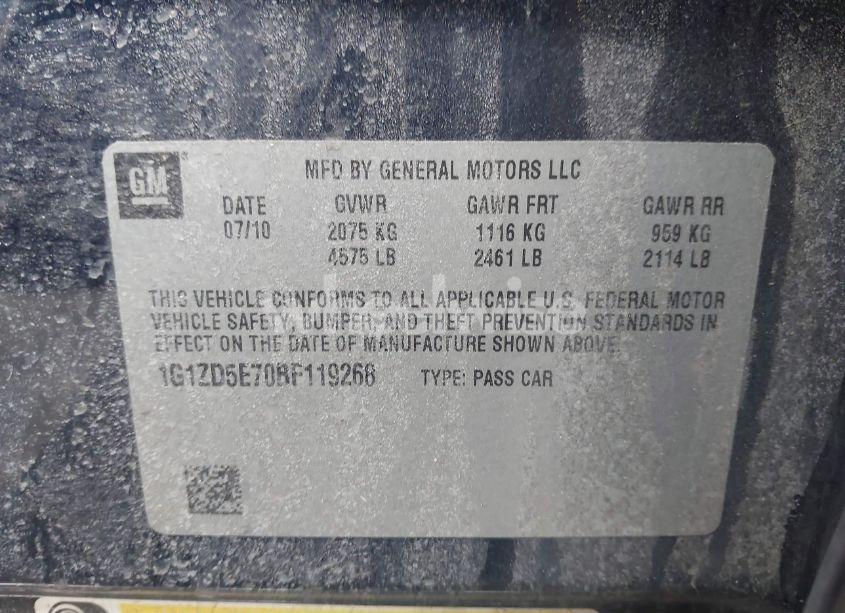 GM
MFD BY GENERAL MOTORS LLC
DATE GVWR GAWR FRT GAWR RR
07/10 2075 KG 1116 KG 959 KG
4575 LB 2461 LB 2114 LB
THIS VEHICLE CONFORMS TO ALL APPLICABLE U.S. FEDERAL MOTOR
VEHICLE SAFETY, BUMPER, AND THEFT PREVENTION STANDARDS IN
EFFECT ON THE DATE OF MANUFACTURE SHOWN ABOVE.
1G1ZD5E70BF119268 TYPE: PASS CAR